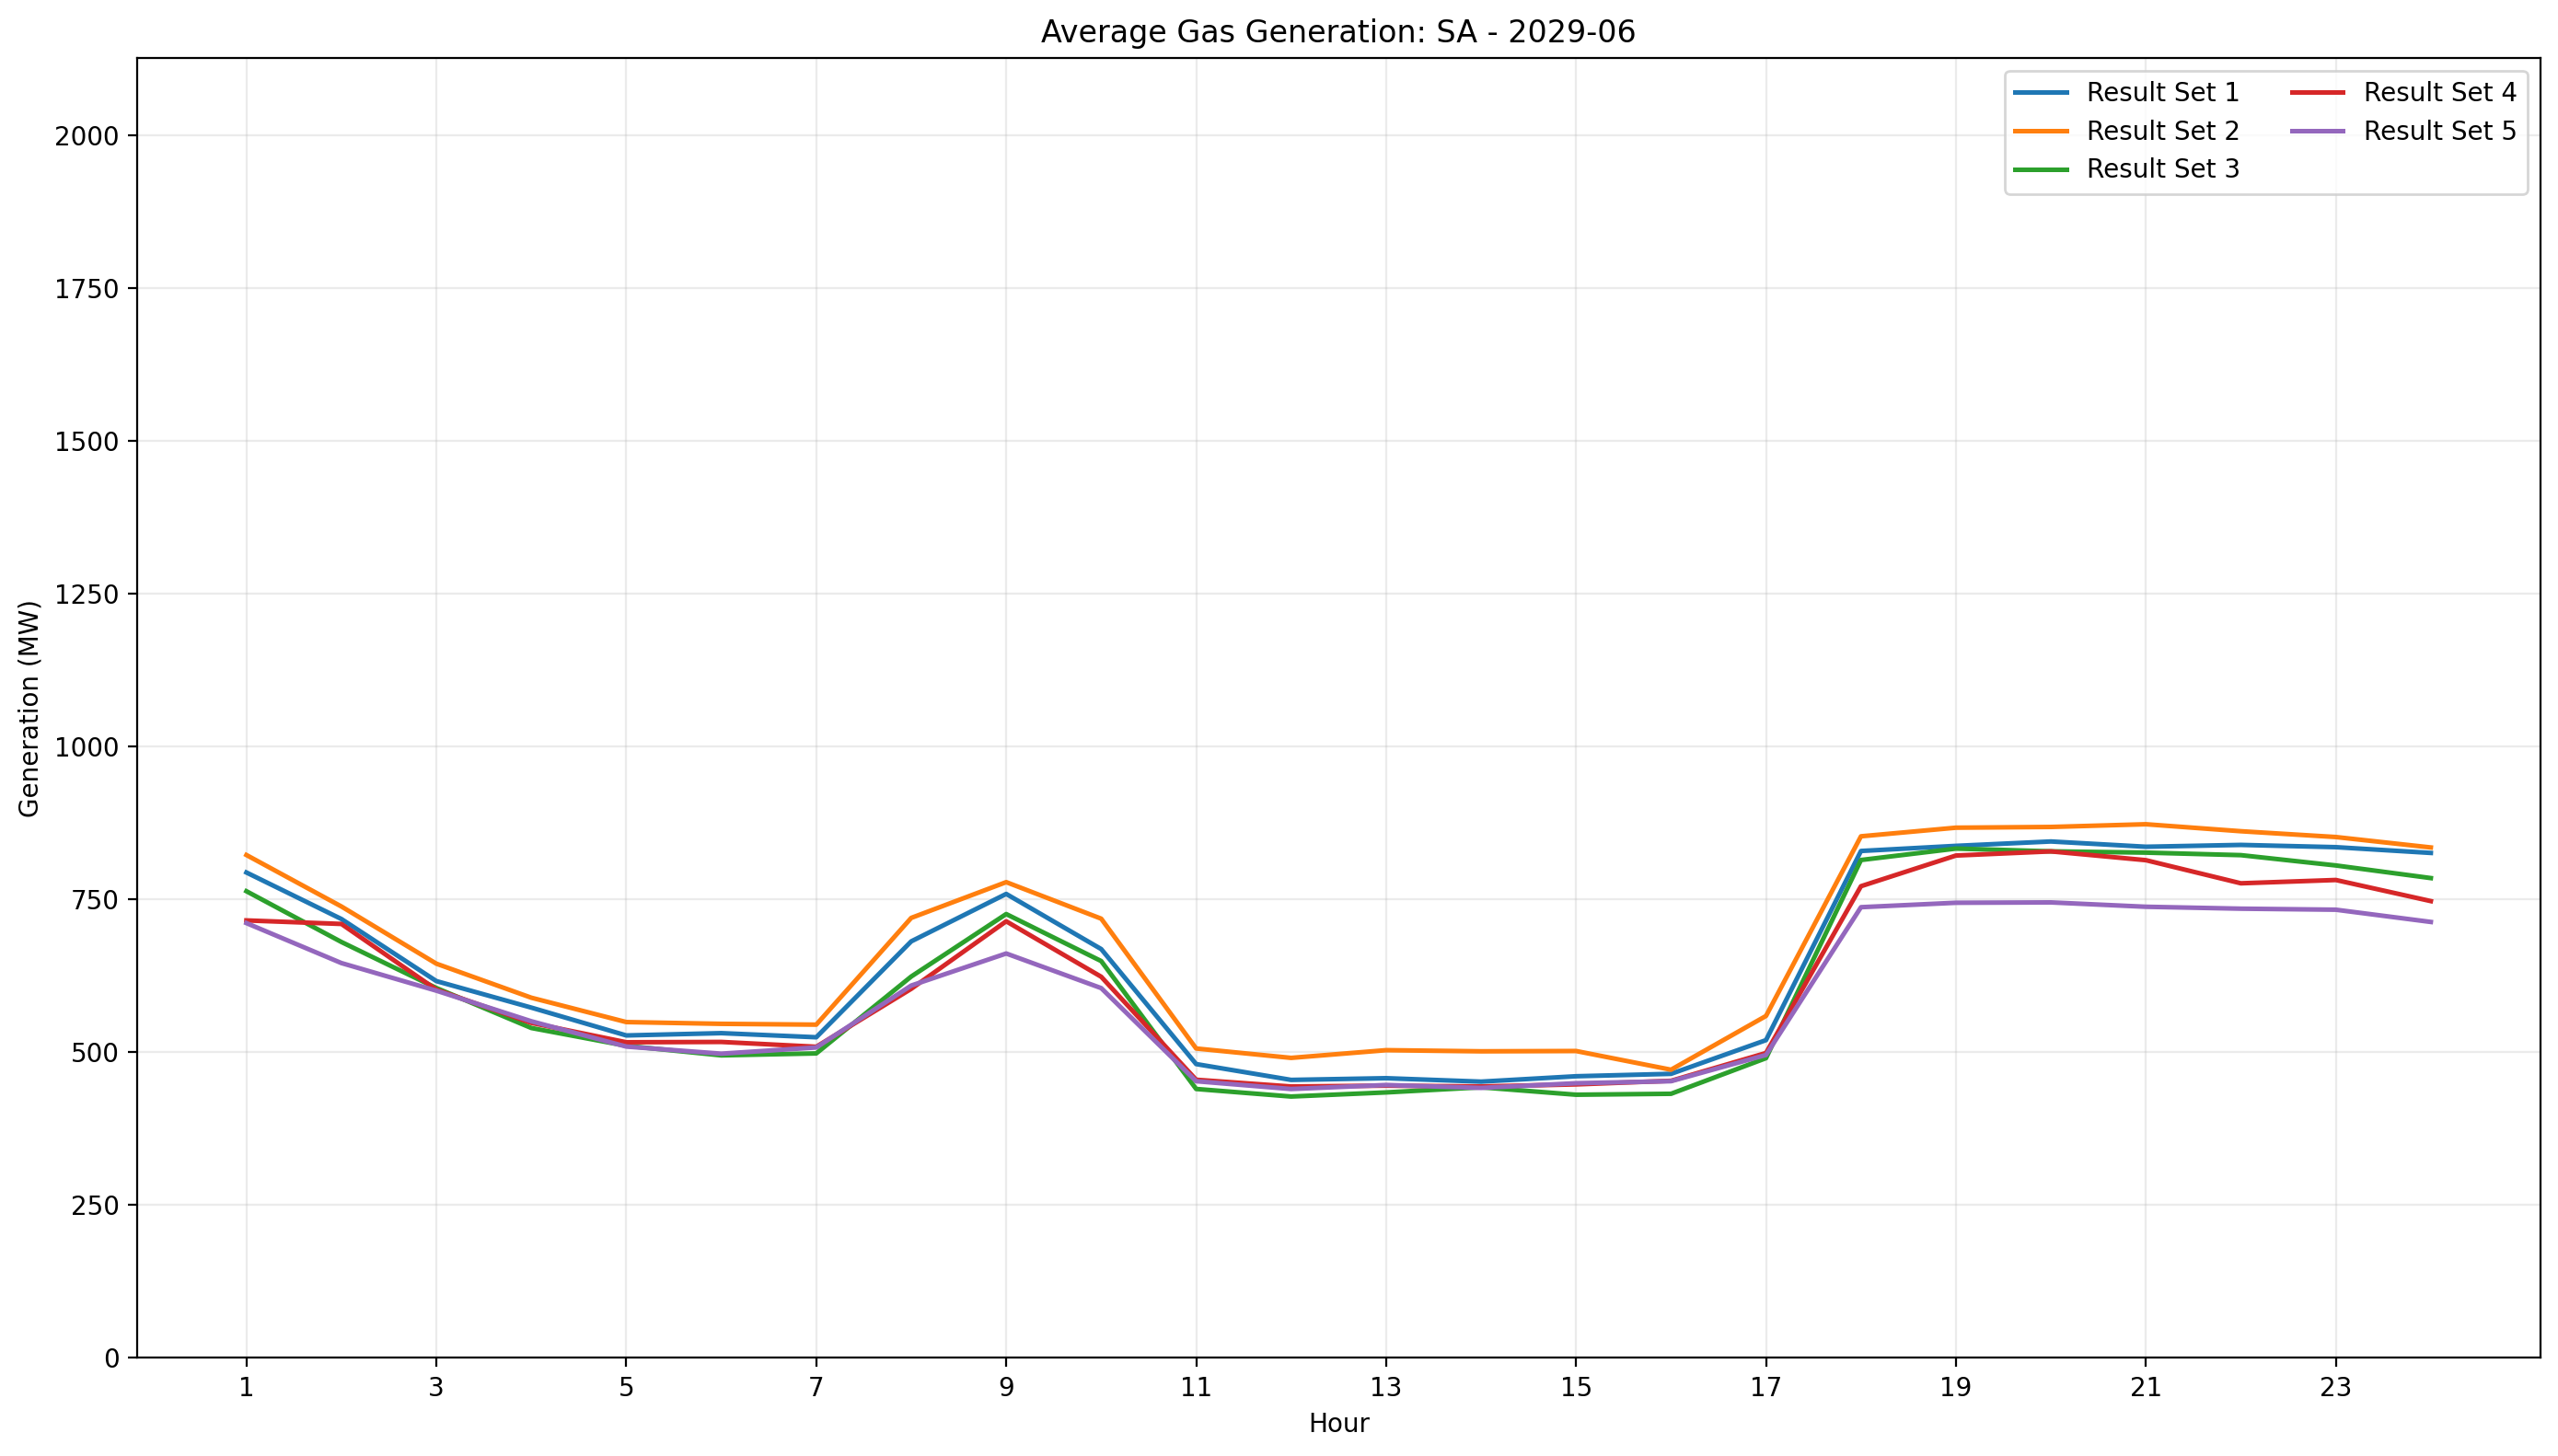 Average Gas Generation: SA - 2029-06
Result Set 1
Result Set 2
Result Set 3
Result Set 4
Result Set 5
Generation (MW)
2000
1750
1500
1250
1000
750
500
250
0
1 3 5 7 9 11 13 15 17 19 21 23
Hour